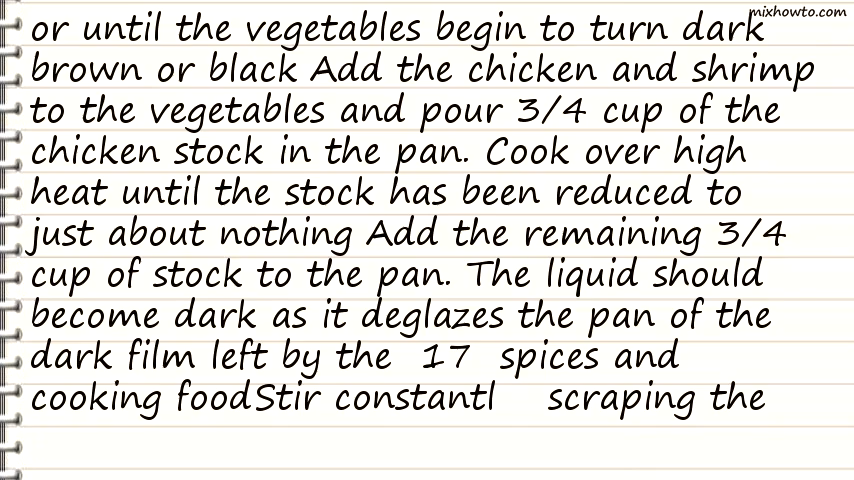 mixhowto.com
or until the vegetables begin to turn dark
brown or black Add the chicken and shrimp
to the vegetables and pour 3/4 cup of the
chicken stock in the pan. Cook over high
heat until the stock has been reduced to
just about nothing Add the remaining 3/4
cup of stock to the pan. The liquid should
become dark as it deglazes the pan of the
dark film left by the  17  spices and
cooking foodStir constantl    scraping the